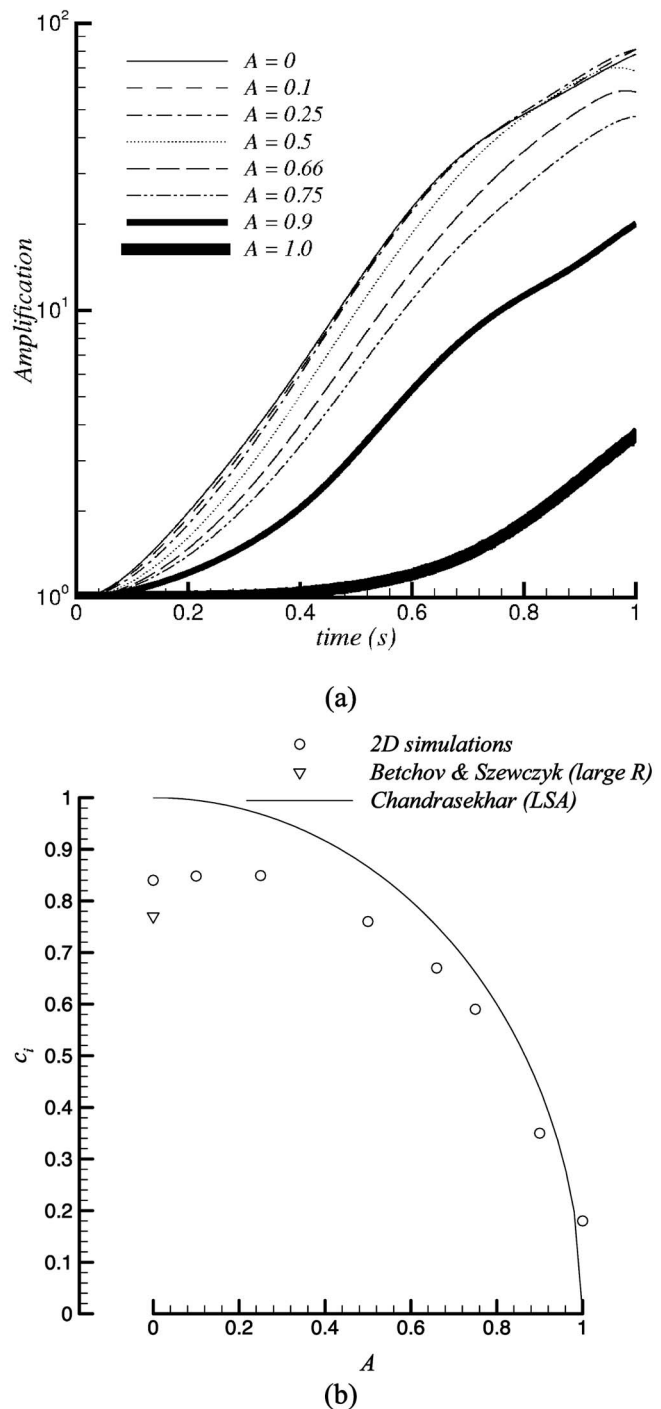 10²
A = 0
A = 0.1
A = 0.25
A = 0.5
A = 0.66
A = 0.75
A = 0.9
A = 1.0
Amplification
10¹
10⁰
0 0.2 0.4 0.6 0.8 1
time (s)
(a)
2D simulations
Betchov & Szewczyk (large R)
Chandrasekhar (LSA)
1
0.9
0.8
0.7
0.6
0.5
0.4
0.3
0.2
0.1
0
cᵢ
0 0.2 0.4 0.6 0.8 1
A
(b)